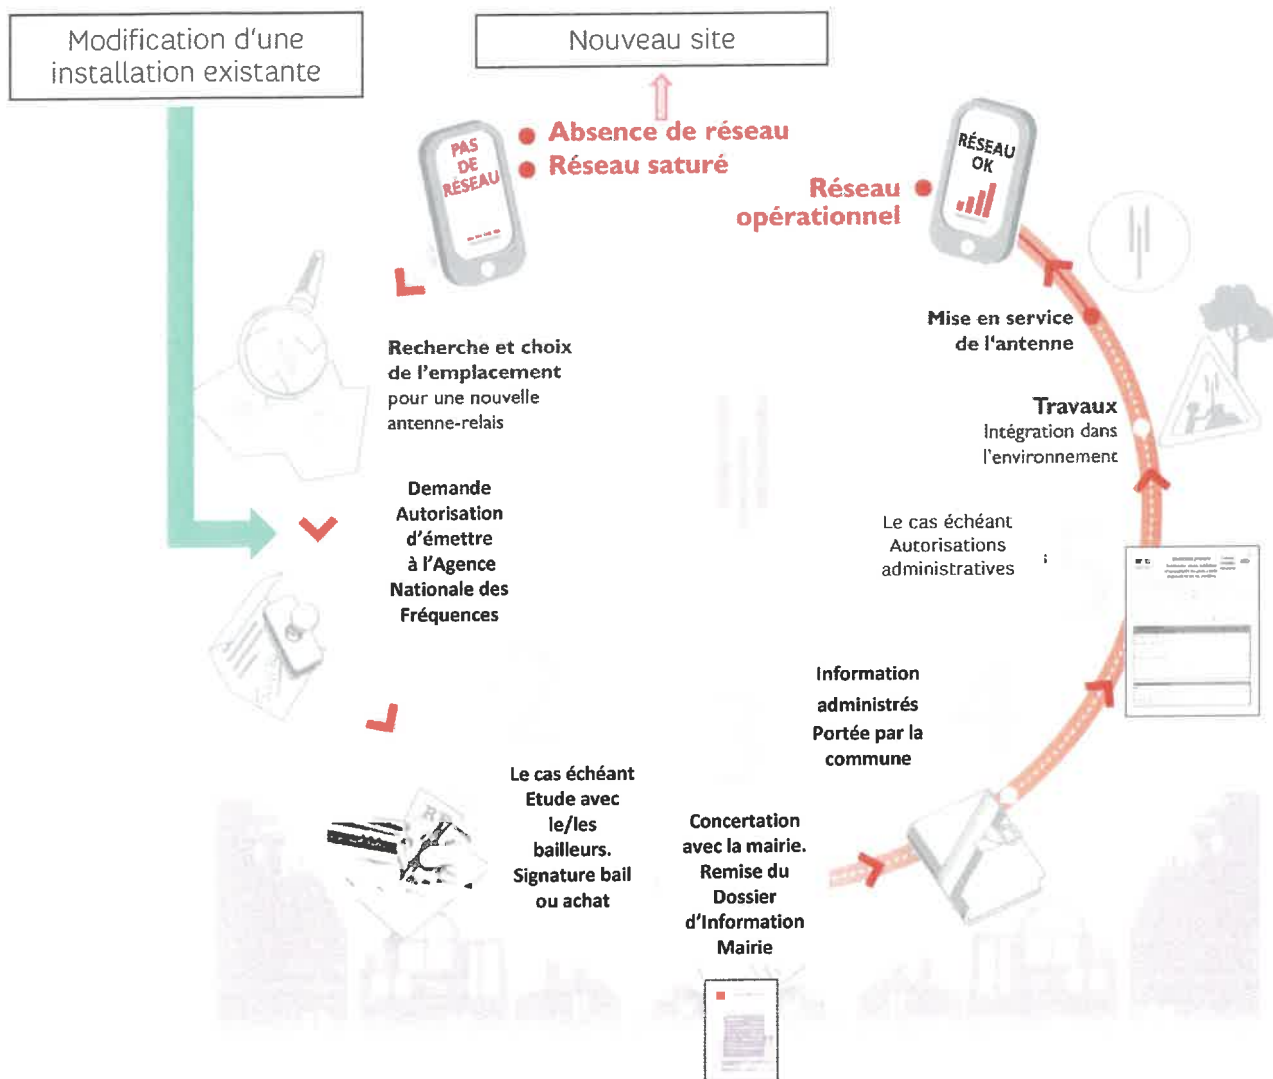 Modification d'une
installation existante
Nouveau site
Absence de réseau
Réseau saturé
PAS
DE
RÉSEAU
RÉSEAU
OK
Réseau
opérationnel
Recherche et choix
de l'emplacement
pour une nouvelle
antenne-relais
Demande
Autorisation
d'émettre
à l'Agence
Nationale des
Fréquences
Le cas échéant
Etude avec
le/les
bailleurs.
Signature bail
ou achat
Concertation
avec la mairie.
Remise du
Dossier
d'Information
Mairie
Information
administrés
Portée par la
commune
Le cas échéant
Autorisations
administratives
Travaux
Intégration dans
l'environnement
Mise en service
de l'antenne